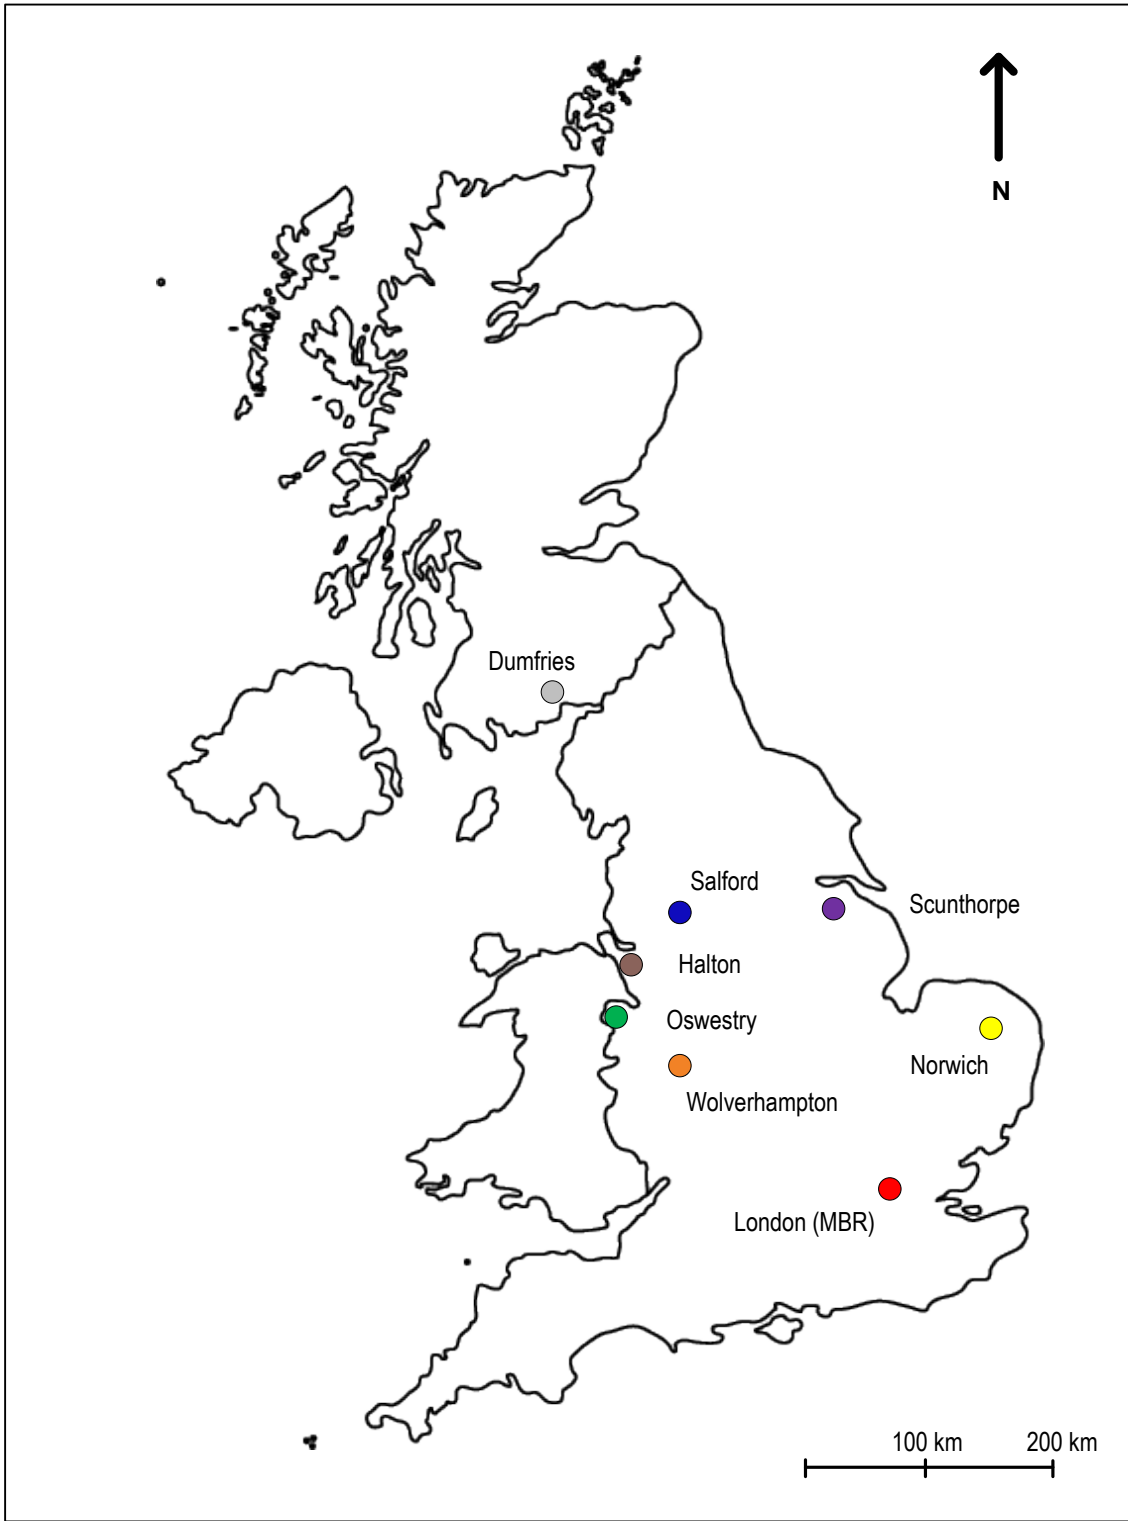 N
Dumfries
Salford
Scunthorpe
Halton
Oswestry
Norwich
Wolverhampton
London (MBR)
100 km 200 km